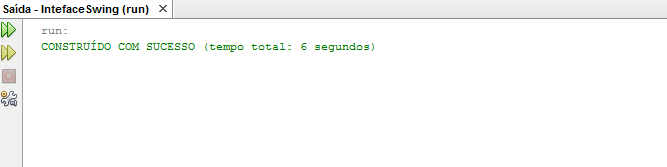 Saída - IntefaceSwing (run)
run:
CONSTRUÍDO COM SUCESSO (tempo total: 6 segundos)